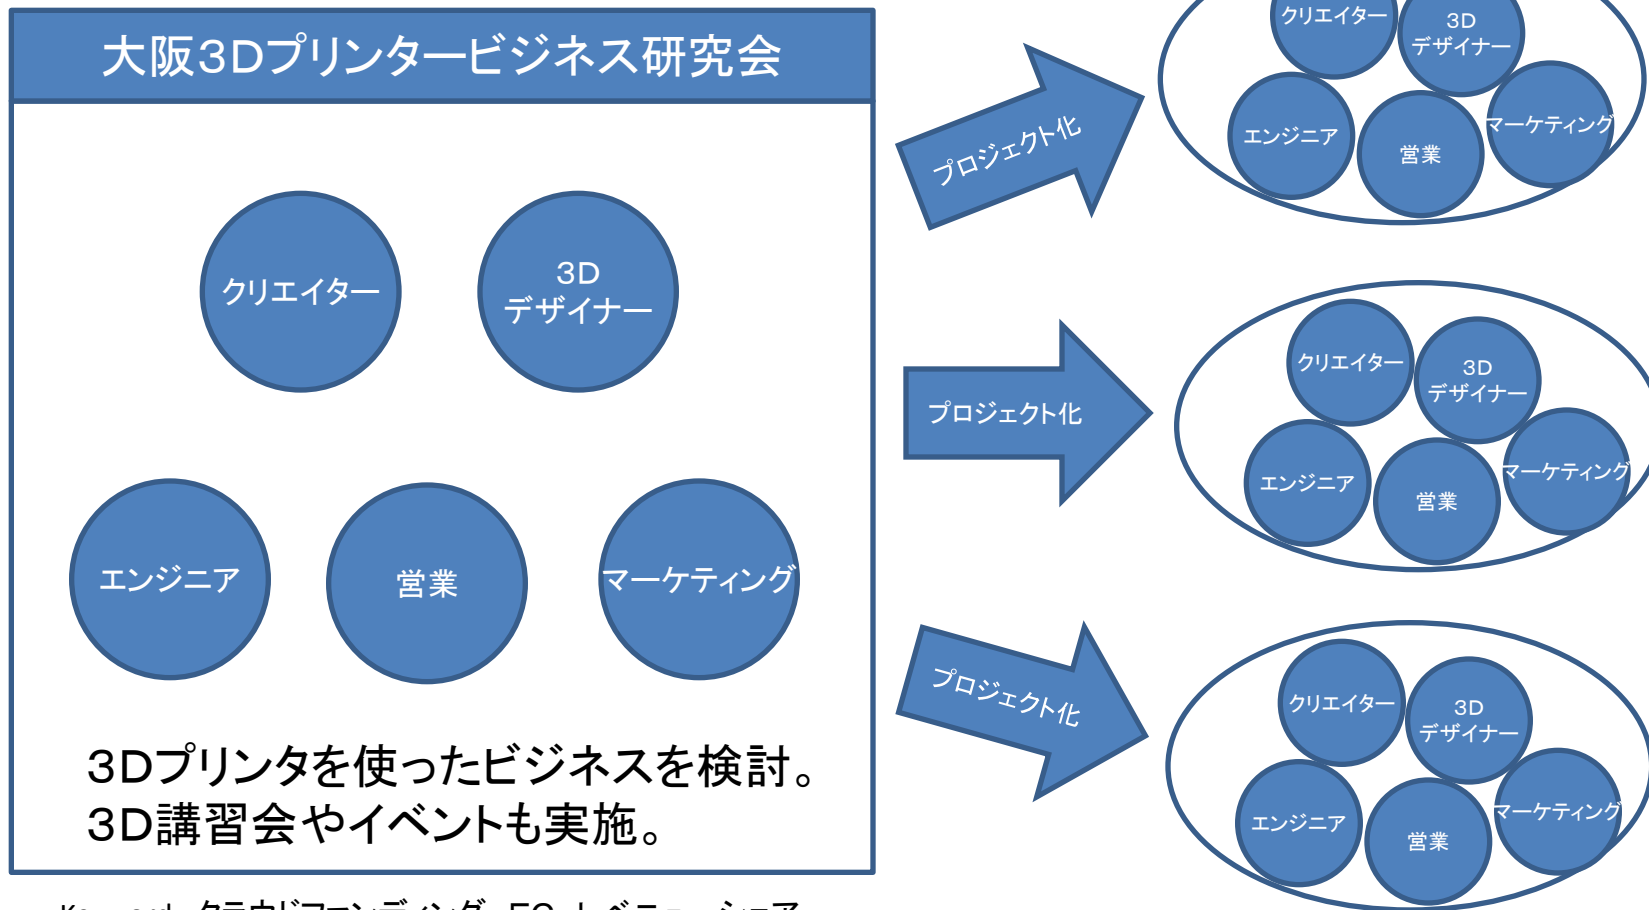 大阪3Dプリンタービジネス研究会
クリエイター
3D
デザイナー
エンジニア
営業
マーケティング
3Dプリンタを使ったビジネスを検討。
3D講習会やイベントも実施。
プロジェクト化
クリエイター
3D
デザイナー
エンジニア
営業
マーケティング
プロジェクト化
クリエイター
3D
デザイナー
エンジニア
営業
マーケティング
プロジェクト化
クリエイター
3D
デザイナー
エンジニア
営業
マーケティング